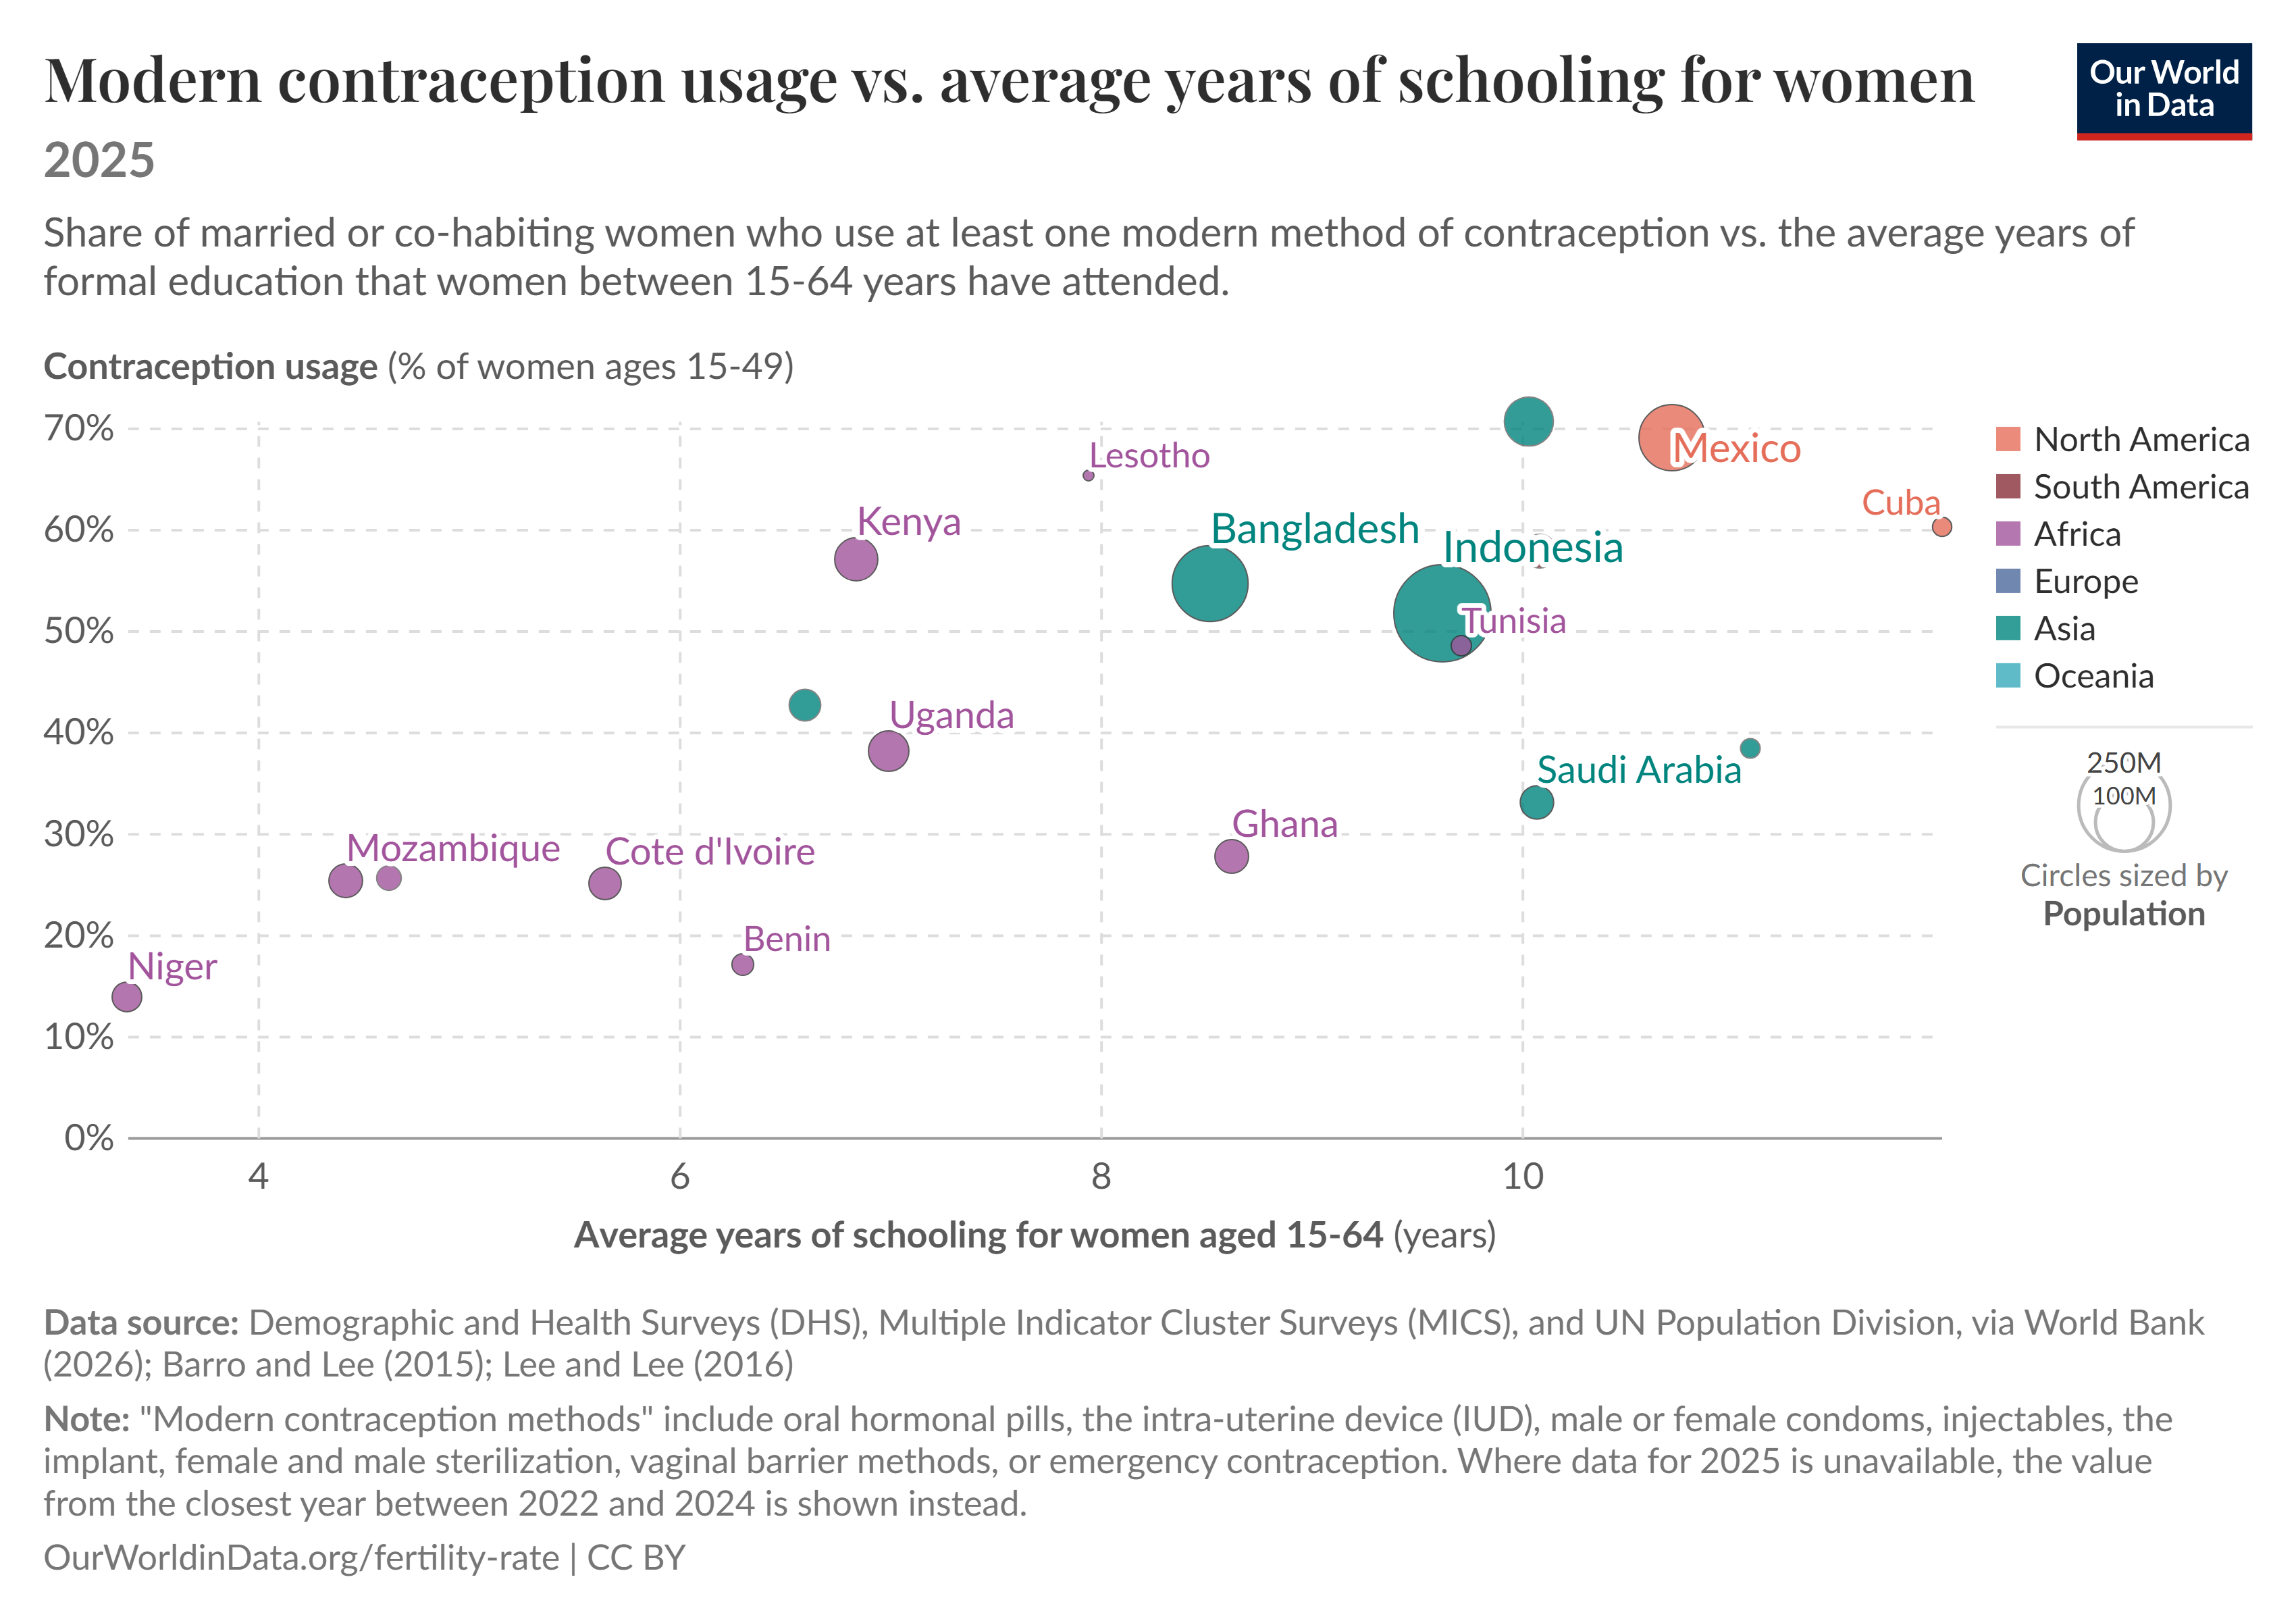 Modern contraception usage vs. average years of schooling for women
2025
Our World
in Data
Share of married or co-habiting women who use at least one modern method of contraception vs. the average years of
formal education that women between 15-64 years have attended.
Contraception usage (% of women ages 15-49)
70%
60%
50%
40%
30%
20%
10%
0%
4
6
8
10
Mexico
Lesotho
Cuba
Kenya
Bangladesh
Indonesia
Tunisia
Uganda
Saudi Arabia
Ghana
Mozambique
Cote d'Ivoire
Benin
Niger
Average years of schooling for women aged 15-64 (years)
North America
South America
Africa
Europe
Asia
Oceania
250M
100M
Circles sized by
Population
Data source: Demographic and Health Surveys (DHS), Multiple Indicator Cluster Surveys (MICS), and UN Population Division, via World Bank
(2026); Barro and Lee (2015); Lee and Lee (2016)
Note: "Modern contraception methods" include oral hormonal pills, the intra-uterine device (IUD), male or female condoms, injectables, the
implant, female and male sterilization, vaginal barrier methods, or emergency contraception. Where data for 2025 is unavailable, the value
from the closest year between 2022 and 2024 is shown instead.
OurWorldinData.org/fertility-rate | CC BY